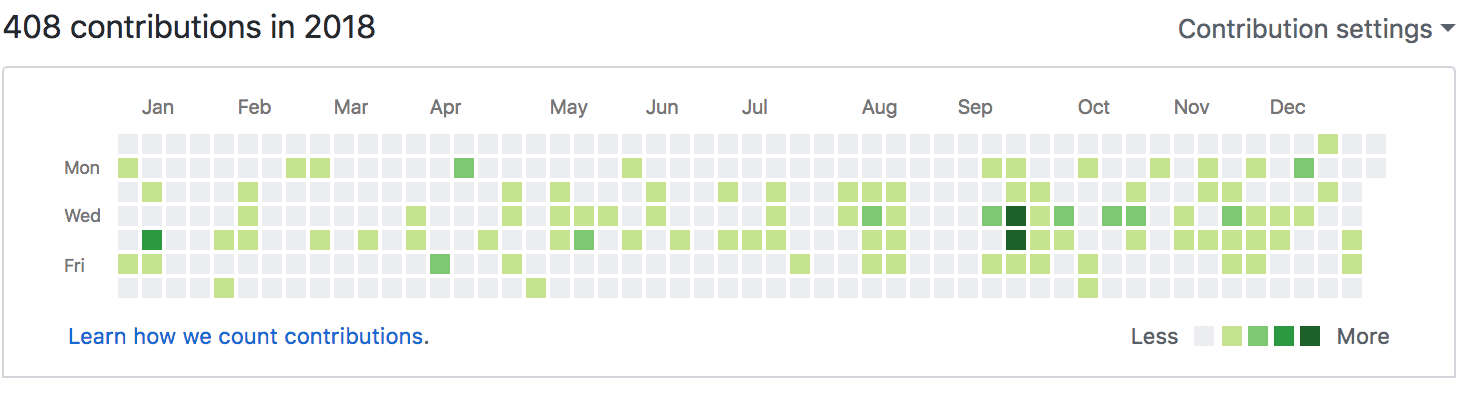 408 contributions in 2018
Contribution settings
Jan Feb Mar Apr May Jun Jul Aug Sep Oct Nov Dec
Mon
Wed
Fri
Learn how we count contributions.
Less More